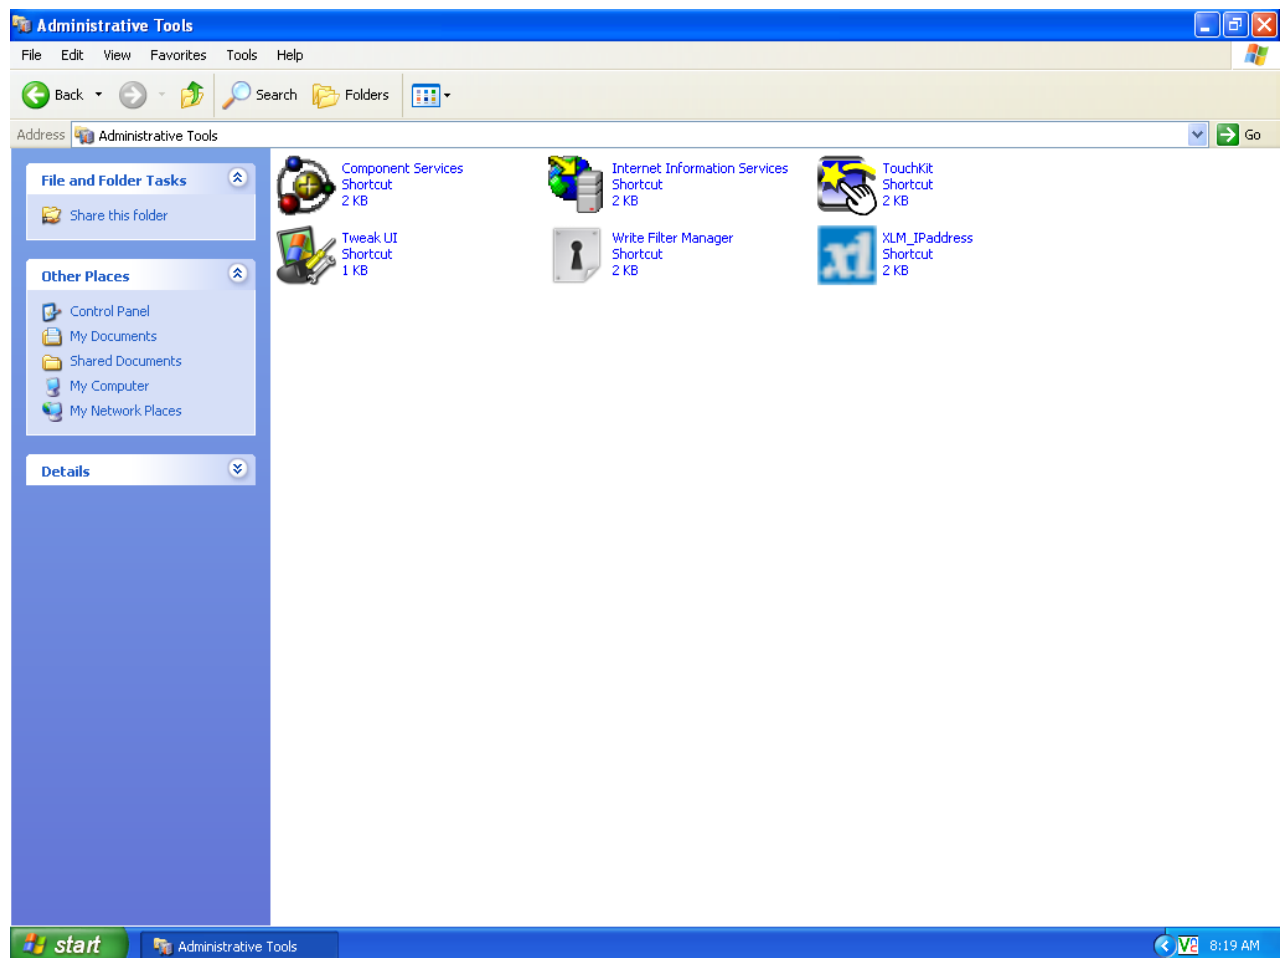 Administrative Tools
File Edit View Favorites Tools Help
Back Search Folders
Address Administrative Tools Go
File and Folder Tasks
Share this folder
Other Places
Control Panel
My Documents
Shared Documents
My Computer
My Network Places
Details
Component Services
Shortcut
2 KB
Internet Information Services
Shortcut
2 KB
TouchKit
Shortcut
2 KB
Tweak UI
Shortcut
1 KB
Write Filter Manager
Shortcut
2 KB
xl
XLM_IPaddress
Shortcut
2 KB
start Administrative Tools 8:19 AM